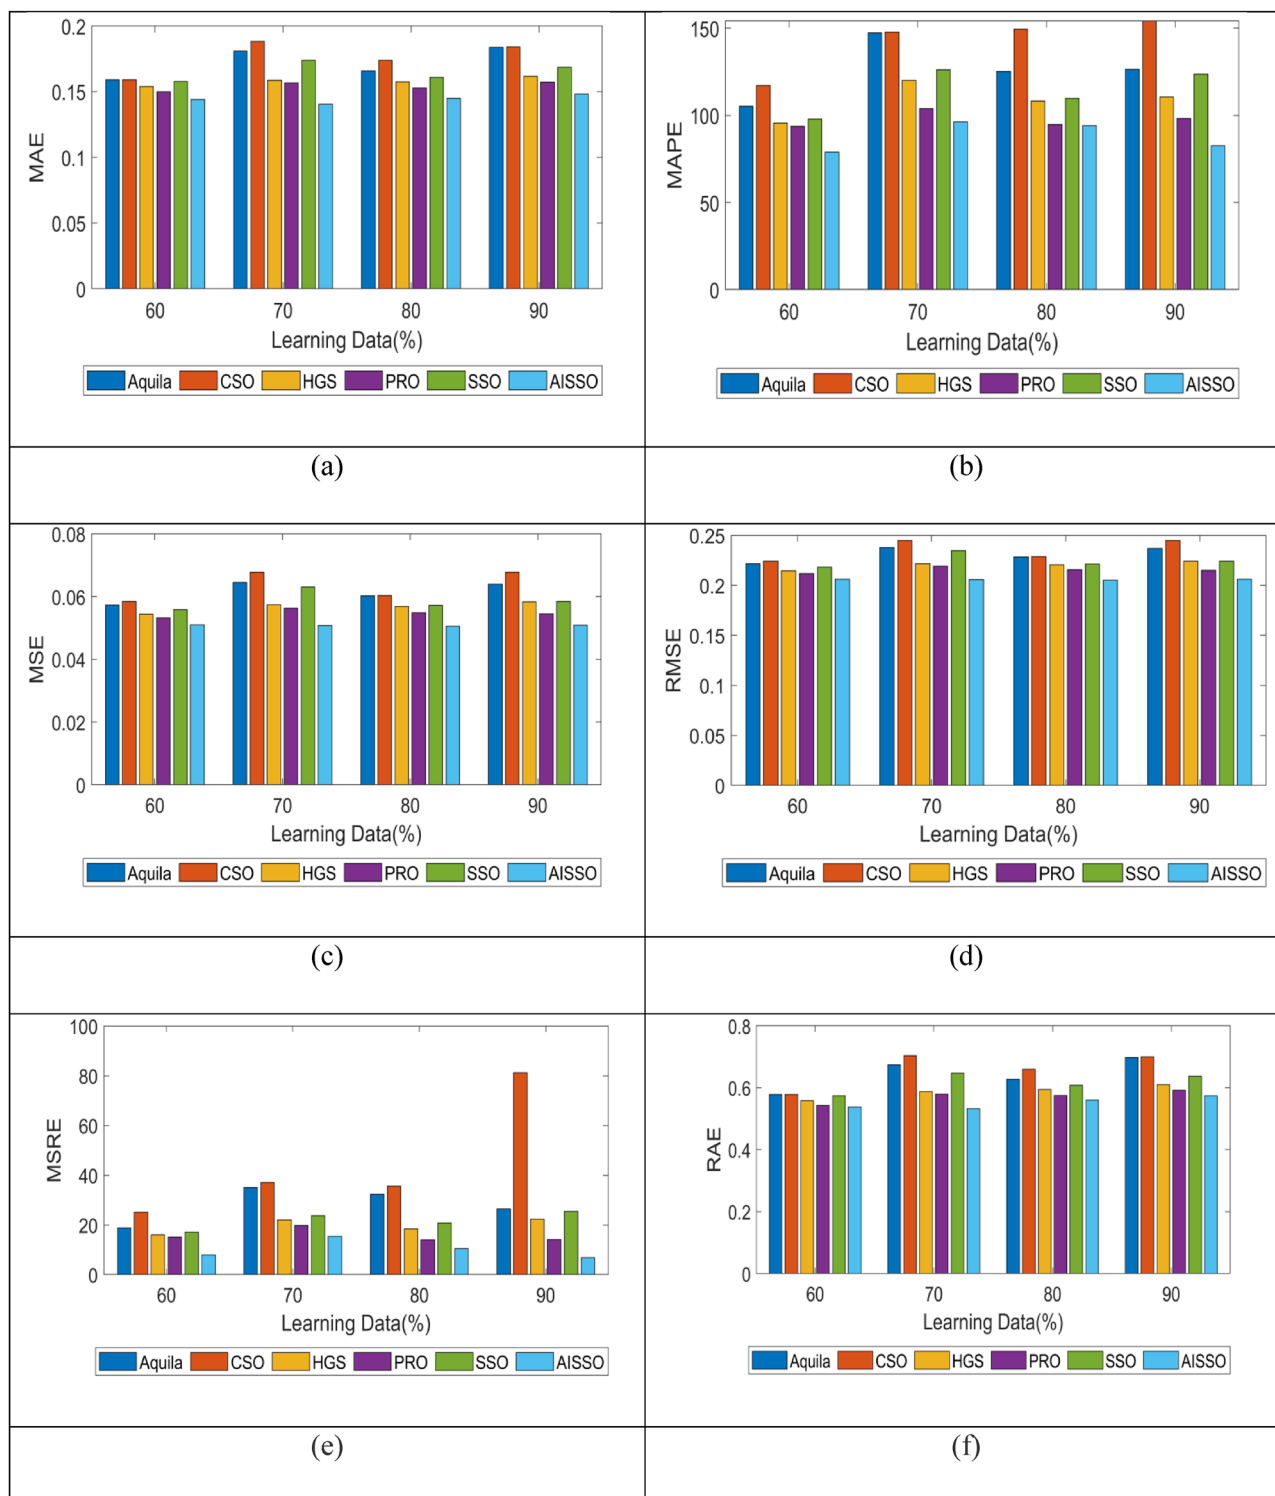 0.2
0.15
0.1
0.05
0
MAE
60 70 80 90
Learning Data(%)
Aquila CSO HGS PRO SSO AISSO
(a)
150
100
50
0
MAPE
60 70 80 90
Learning Data(%)
Aquila CSO HGS PRO SSO AISSO
(b)
0.08
0.06
0.04
0.02
0
MSE
60 70 80 90
Learning Data(%)
Aquila CSO HGS PRO SSO AISSO
(c)
0.25
0.2
0.15
0.1
0.05
0
RMSE
60 70 80 90
Learning Data(%)
Aquila CSO HGS PRO SSO AISSO
(d)
100
80
60
40
20
0
MSRE
60 70 80 90
Learning Data(%)
Aquila CSO HGS PRO SSO AISSO
(e)
0.8
0.6
0.4
0.2
0
RAE
60 70 80 90
Learning Data(%)
Aquila CSO HGS PRO SSO AISSO
(f)